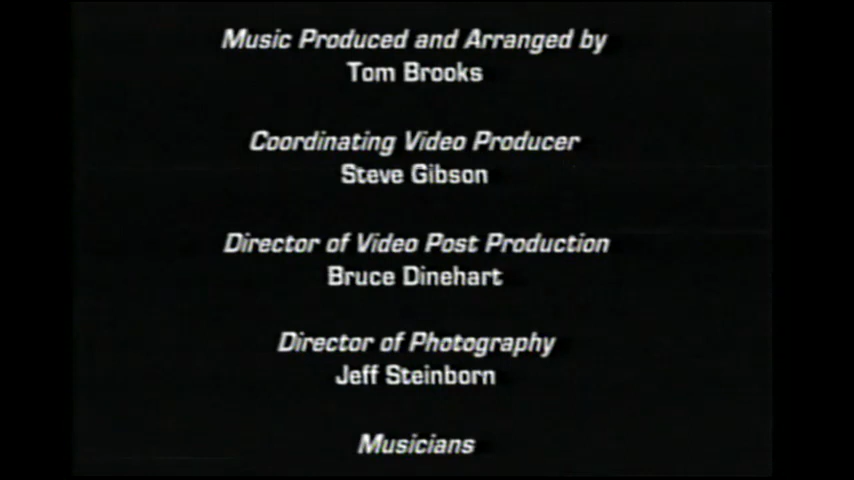 Music Produced and Arranged by
Tom Brooks
Coordinating Video Producer
Steve Gibson
Director of Video Post Production
Bruce Dinehart
Director of Photography
Jeff Steinborn
Musicians